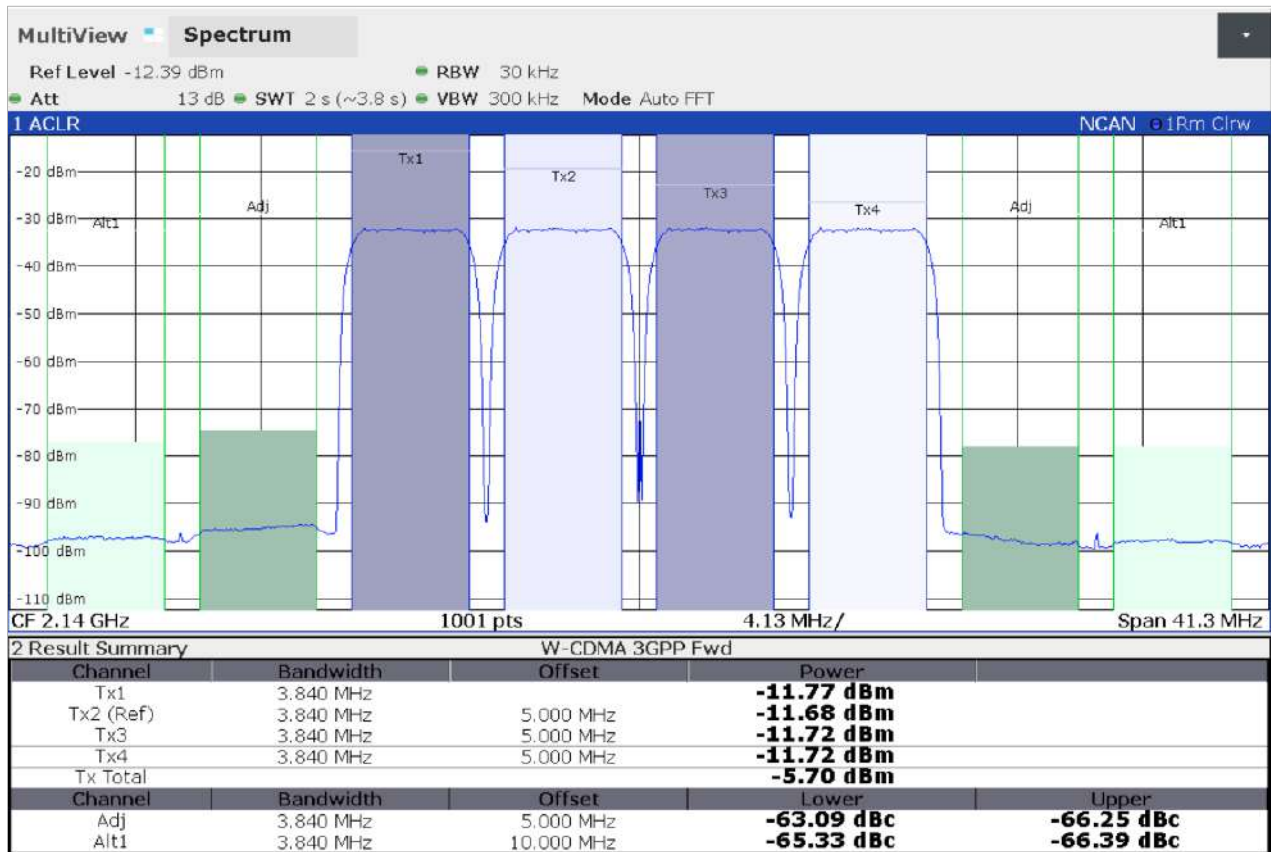 MultiView Spectrum
Ref Level -12.39 dBm RBW 30 kHz
Att 13 dB SWT 2 s (~3.8 s) VBW 300 kHz Mode Auto FFT
1 ACLR NCAN 1Rm Clrw
Tx1
-20 dBm Tx2
Tx3
Adj Tx4 Adj
-30 dBm Alt1 Alt1
-40 dBm
-50 dBm
-60 dBm
-70 dBm
-80 dBm
-90 dBm
-100 dBm
-110 dBm
CF 2.14 GHz 1001 pts 4.13 MHz/ Span 41.3 MHz
2 Result Summary W-CDMA 3GPP Fwd
Channel Bandwidth Offset Power
Tx1 3.840 MHz -11.77 dBm
Tx2 (Ref) 3.840 MHz 5.000 MHz -11.68 dBm
Tx3 3.840 MHz 5.000 MHz -11.72 dBm
Tx4 3.840 MHz 5.000 MHz -11.72 dBm
Tx Total -5.70 dBm
Channel Bandwidth Offset Lower Upper
Adj 3.840 MHz 5.000 MHz -63.09 dBc -66.25 dBc
Alt1 3.840 MHz 10.000 MHz -65.33 dBc -66.39 dBc